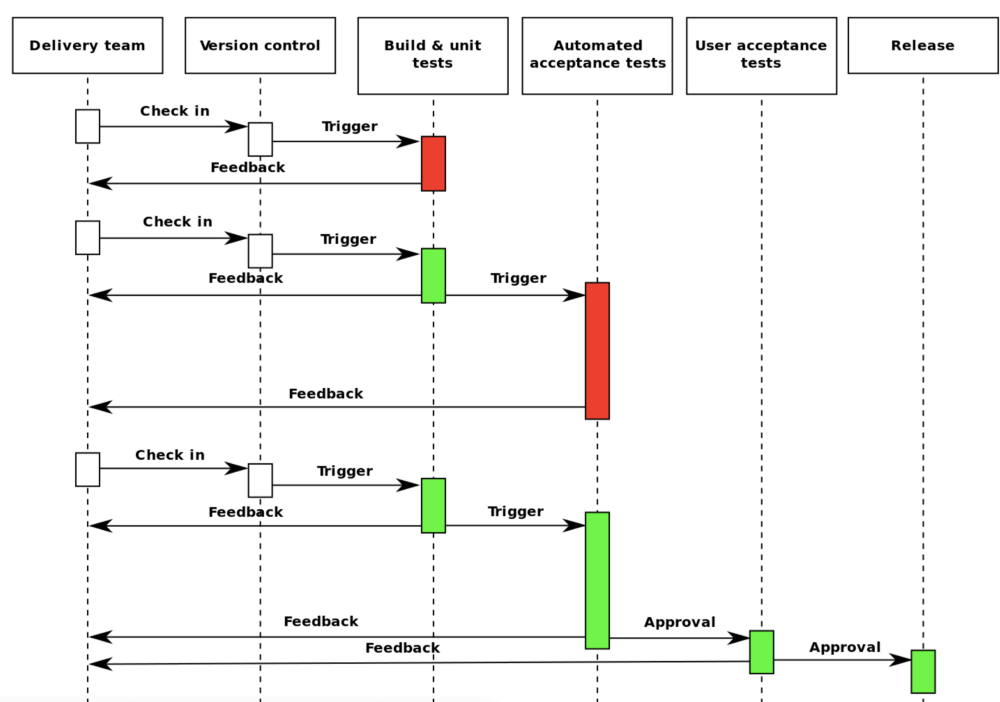 Delivery team
Version control
Build & unit
tests
Automated
acceptance tests
User acceptance
tests
Release
Check in
Trigger
Feedback
Check in
Trigger
Feedback
Trigger
Feedback
Check in
Trigger
Feedback
Trigger
Feedback
Approval
Feedback
Approval